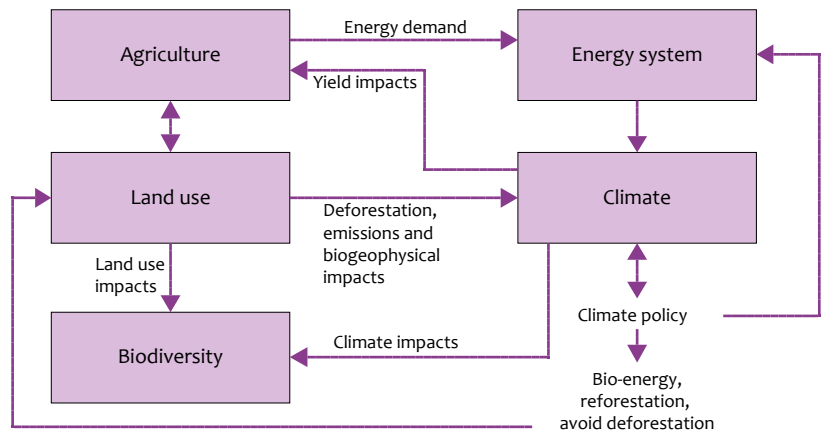 Energy demand
Agriculture
Energy system
Yield impacts
Land use
Climate
Deforestation,
emissions and
biogeophysical
impacts
Land use
impacts
Climate policy
Biodiversity
Climate impacts
Bio-energy,
reforestation,
avoid deforestation